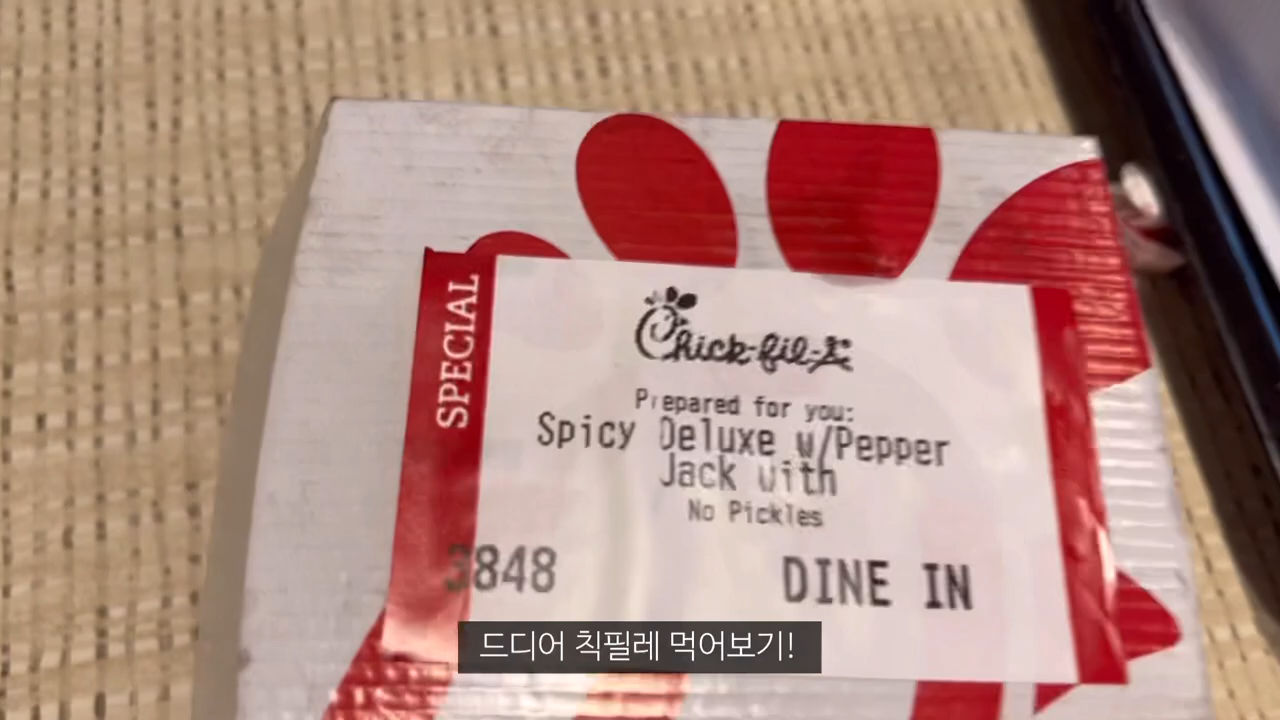 SPECIAL
Chick-fil-A
Prepared for you:
Spicy Deluxe w/Pepper
Jack with
No Pickles
3848 DINE IN
드디어 칙필레 먹어보기!